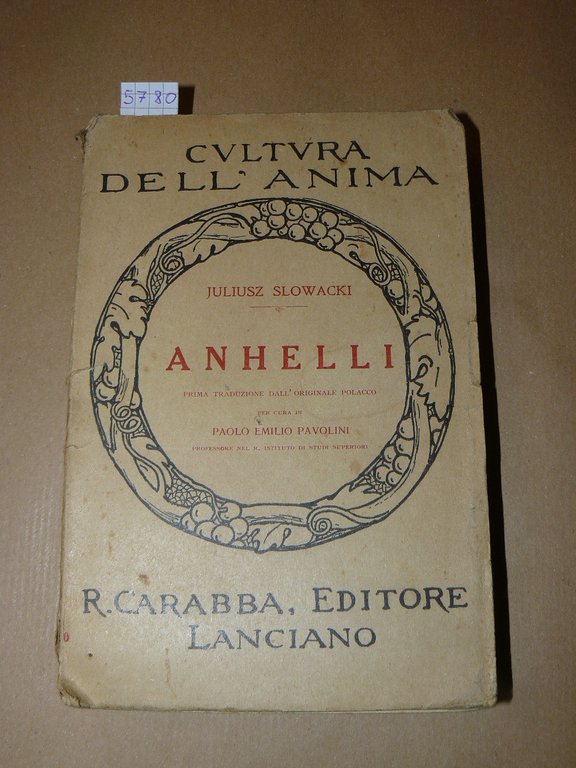 5780
CVLTVRA
DELL'ANIMA
JULIUSZ SLOWACKI
ANHELLI
PRIMA TRADUZIONE DALL'ORIGINALE POLACCO
PER CURA DI
PAOLO EMILIO PAVOLINI
PROFESSORE NEL R. ISTITUTO DI STUDI SUPERIORI
R. CARABBA, EDITORE
LANCIANO